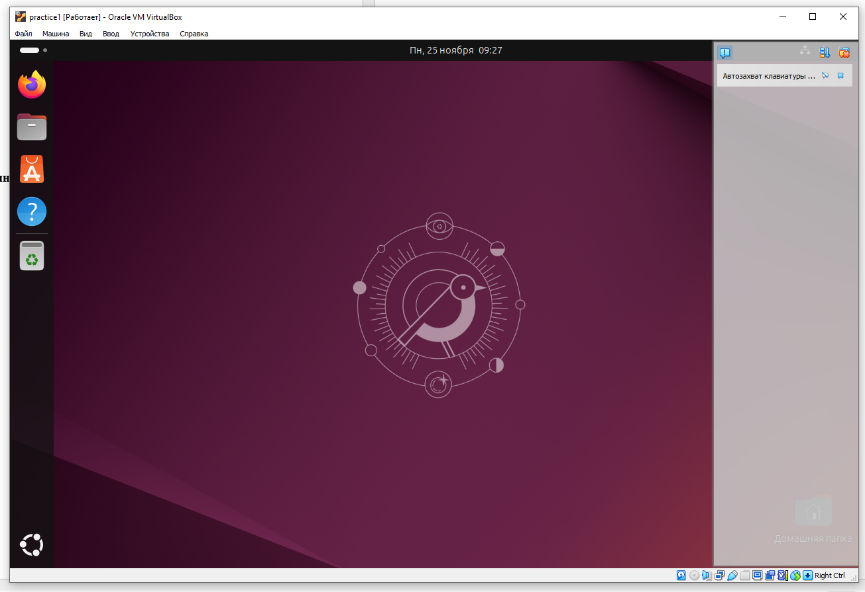 practice1 [Работает] - Oracle VM VirtualBox
Файл Машина Вид Ввод Устройства Справка
Пн, 25 ноября 09:27
Автозахват клавиатуры ...
Домашняя папка
Right Ctrl